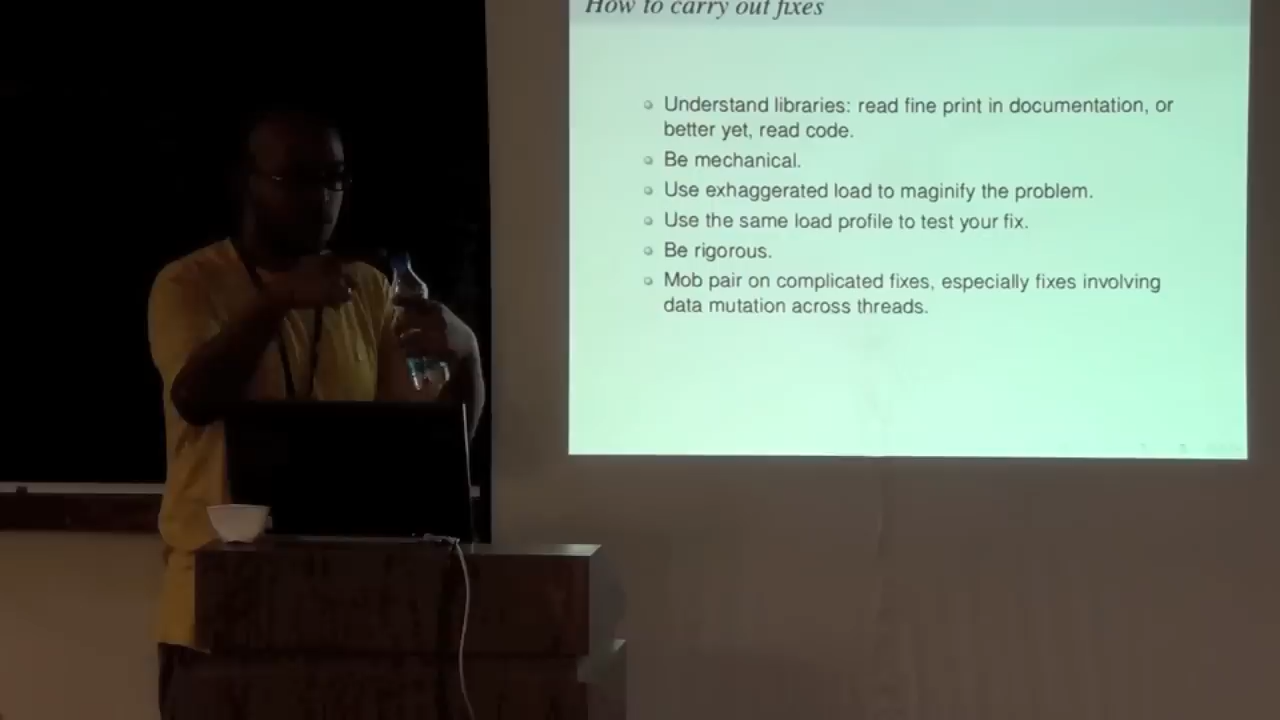 How to carry out fixes
Understand libraries: read fine print in documentation, or
better yet, read code.
Be mechanical.
Use exhaggerated load to maginify the problem.
Use the same load profile to test your fix.
Be rigorous.
Mob pair on complicated fixes, especially fixes involving
data mutation across threads.